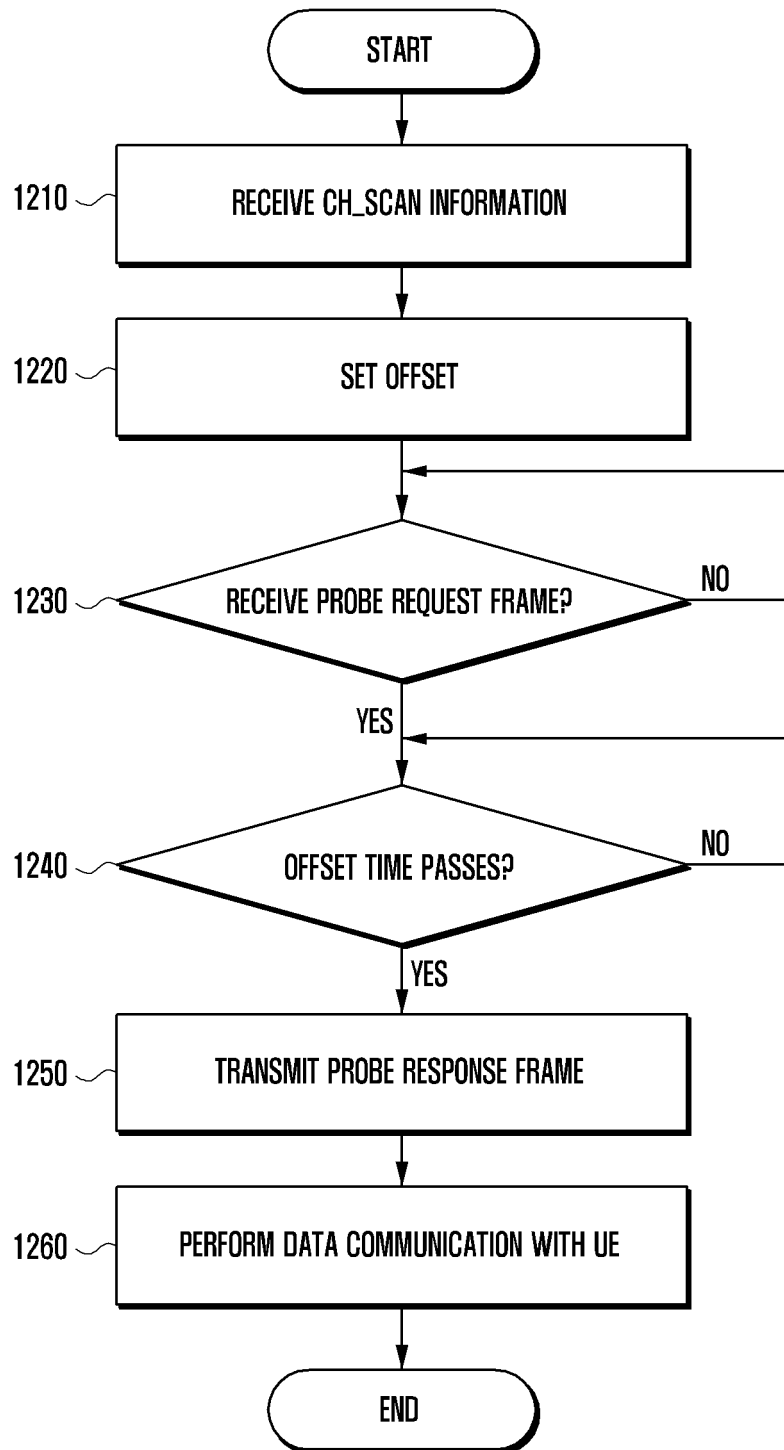 START
1210
RECEIVE CH_SCAN INFORMATION
1220
SET OFFSET
1230
RECEIVE PROBE REQUEST FRAME?
NO
YES
1240
OFFSET TIME PASSES?
NO
YES
1250
TRANSMIT PROBE RESPONSE FRAME
1260
PERFORM DATA COMMUNICATION WITH UE
END